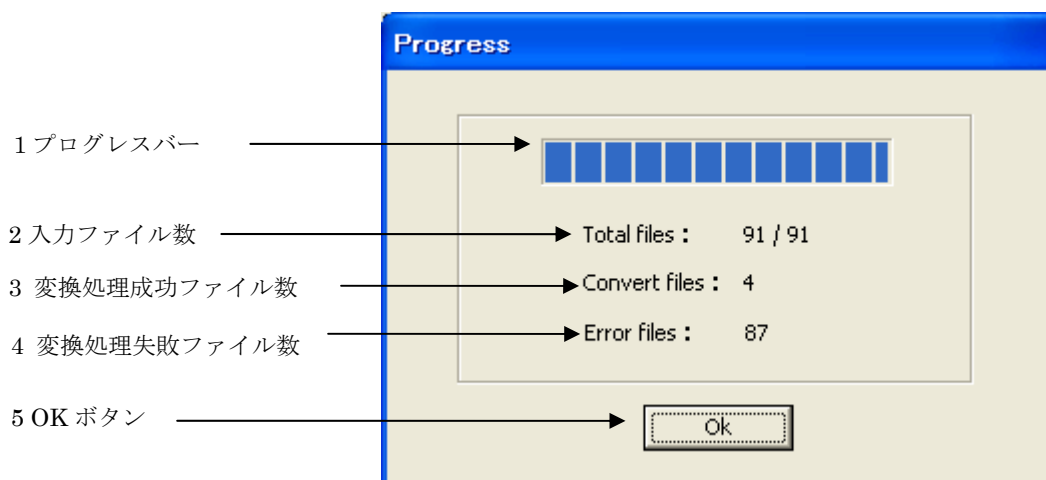 Progress
1プログレスバー
2入力ファイル数
Total files： 91 / 91
3 変換処理成功ファイル数
Convert files： 4
4 変換処理失敗ファイル数
Error files： 87
5 OK ボタン
Ok